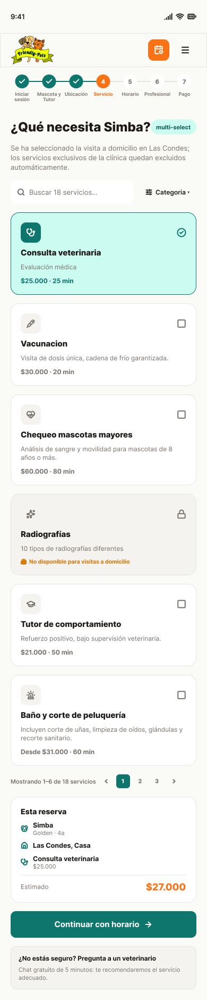 9:41
Friendly-Pets
4
5
6
7
Iniciar sesión
Mascota y Tutor
Ubicación
Servicio
Horario
Profesional
Pago
¿Qué necesita Simba?
multi-select
Se ha seleccionado la visita a domicilio en Las Condes;
los servicios exclusivos de la clínica quedan excluidos
automáticamente.
Buscar 18 servicios...
Categoria
Consulta veterinaria
Evaluación médica
$25.000 · 25 min
Vacunacion
Visita de dosis única, cadena de frío garantizada.
$30.000 · 20 min
Chequeo mascotas mayores
Análisis de sangre y movilidad para mascotas de 8
años o más.
$60.000 · 80 min
Radiografías
10 tipos de radiografías diferentes
No disponible para visitas a domicilio
Tutor de comportamiento
Refuerzo positivo, bajo supervisión veterinaria.
$21.000 · 50 min
Baño y corte de peluquería
Incluyen corte de uñas, limpieza de oídos, glándulas y
recorte sanitario.
Desde $31.000 · 60 min
Mostrando 1–6 de 18 servicios
1
2
3
Esta reserva
Simba
Golden · 4a
Las Condes, Casa
Consulta veterinaria
$25.000
Estimado
$27.000
Continuar con horario →
¿No estás seguro? Pregunta a un veterinario
Chat gratuito de 5 minutos: te recomendaremos el servicio
adecuado.